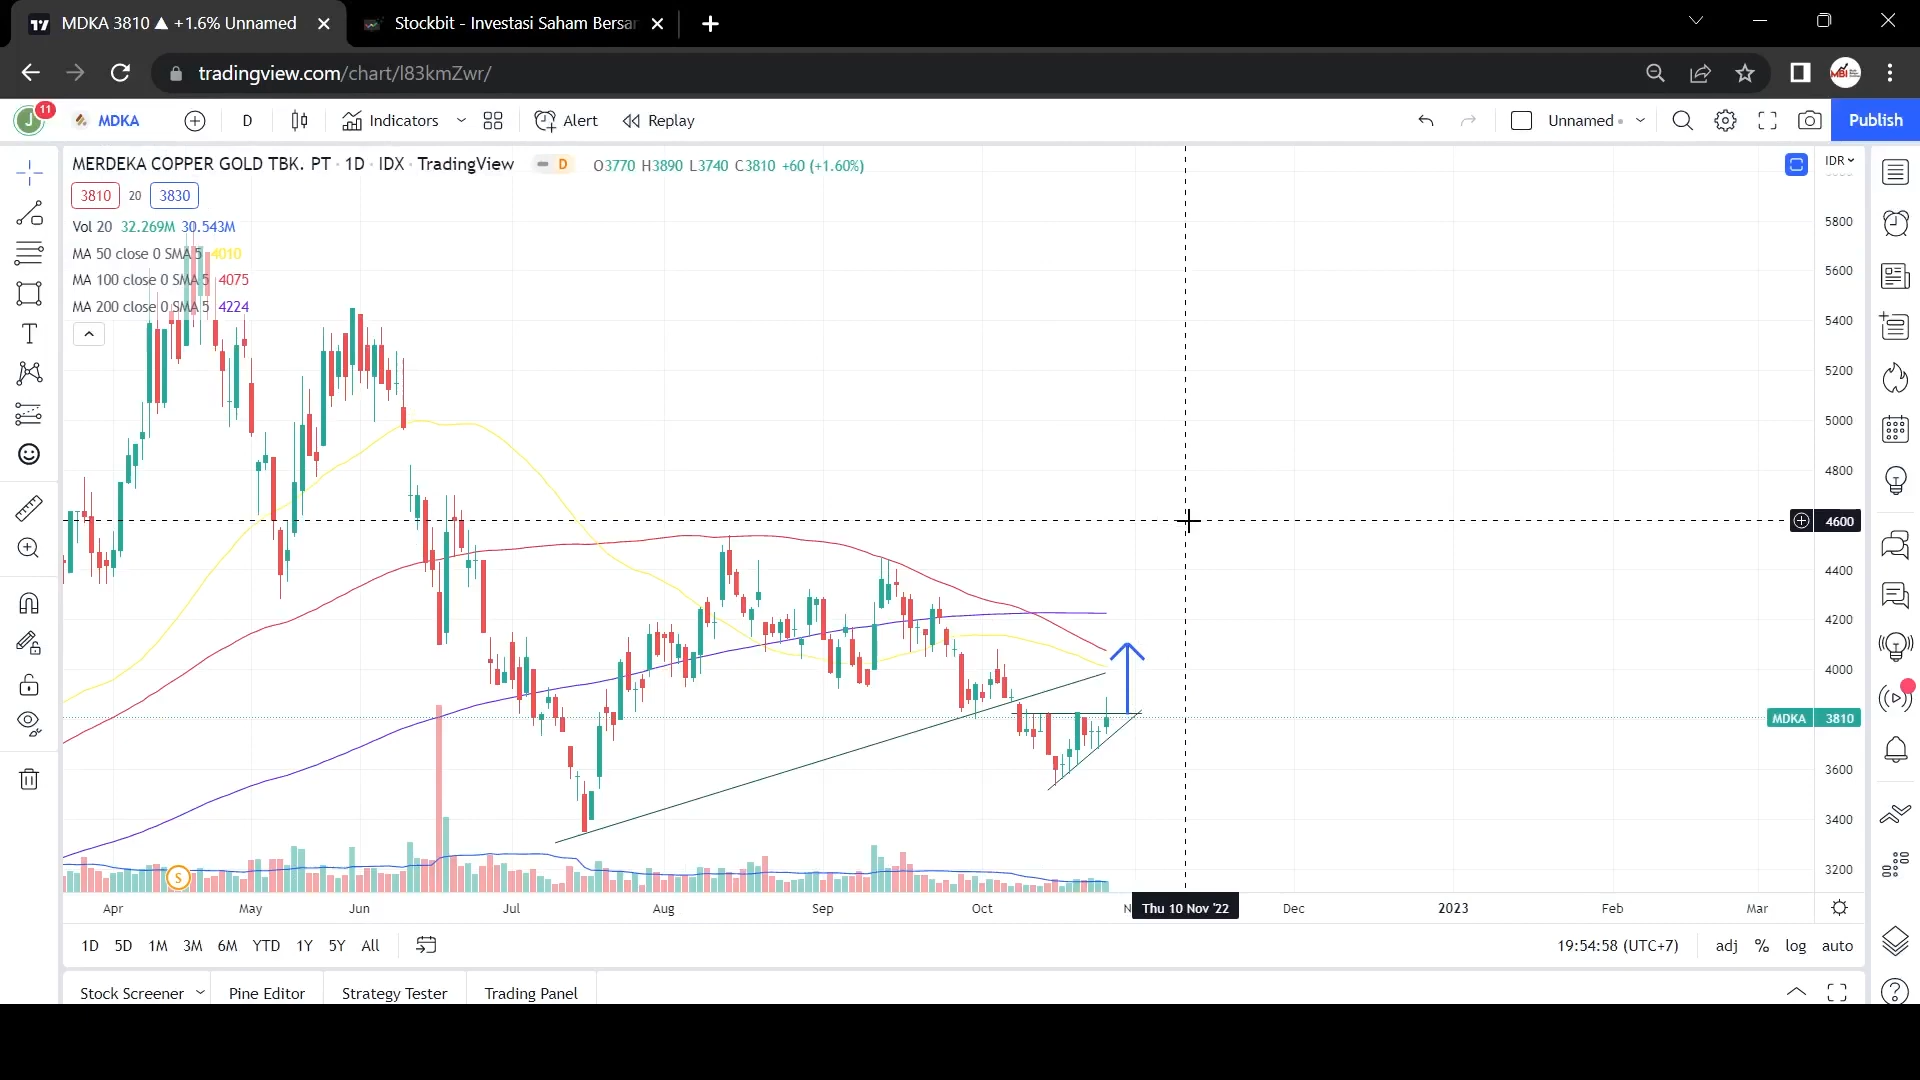 MDKA 3810 ▲ +1.6% Unnamed
Stockbit - Investasi Saham Bersa
tradingview.com/chart/l83kmZwr/
MBI
J 11 MDKA D Indicators Alert Replay Unnamed Publish
MERDEKA COPPER GOLD TBK. PT · 1D · IDX · TradingView D O3770 H3890 L3740 C3810 +60 (+1.60%)
IDR
3810 20 3830
Vol 20 32.269M 30.543M
MA 50 close 0 SMA 5 4010
MA 100 close 0 SMA 5 4075
MA 200 close 0 SMA 5 4224
5800
5600
5400
5200
5000
4800
4600
4400
4200
4000
MDKA 3810
3600
3400
3200
S
Apr May Jun Jul Aug Sep Oct N Thu 10 Nov '22 Dec 2023 Feb Mar
1D 5D 1M 3M 6M YTD 1Y 5Y All 19:54:58 (UTC+7) adj % log auto
Stock Screener Pine Editor Strategy Tester Trading Panel